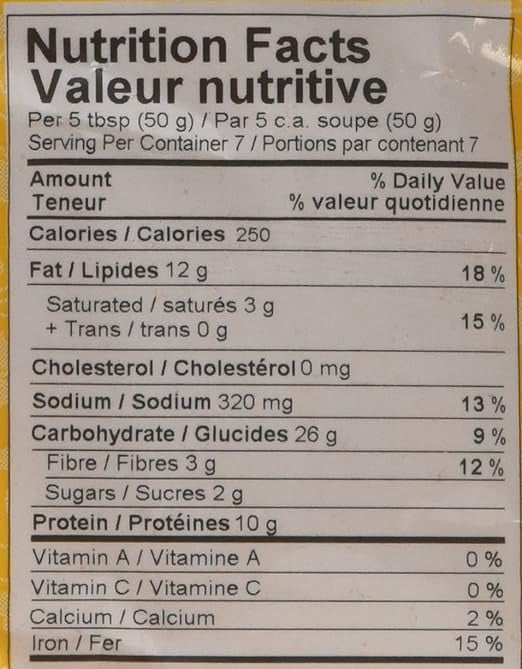 Nutrition Facts
Valeur nutritive
Per 5 tbsp (50 g) / Par 5 c.a. soupe (50 g)
Serving Per Container 7 / Portions par contenant 7
Amount % Daily Value
Teneur % valeur quotidienne
Calories / Calories 250
Fat / Lipides 12 g 18 %
Saturated / saturés 3 g
+ Trans / trans 0 g 15 %
Cholesterol / Cholestérol 0 mg
Sodium / Sodium 320 mg 13 %
Carbohydrate / Glucides 26 g 9 %
Fibre / Fibres 3 g 12 %
Sugars / Sucres 2 g
Protein / Protéines 10 g
Vitamin A / Vitamine A 0 %
Vitamin C / Vitamine C 0 %
Calcium / Calcium 2 %
Iron / Fer 15 %